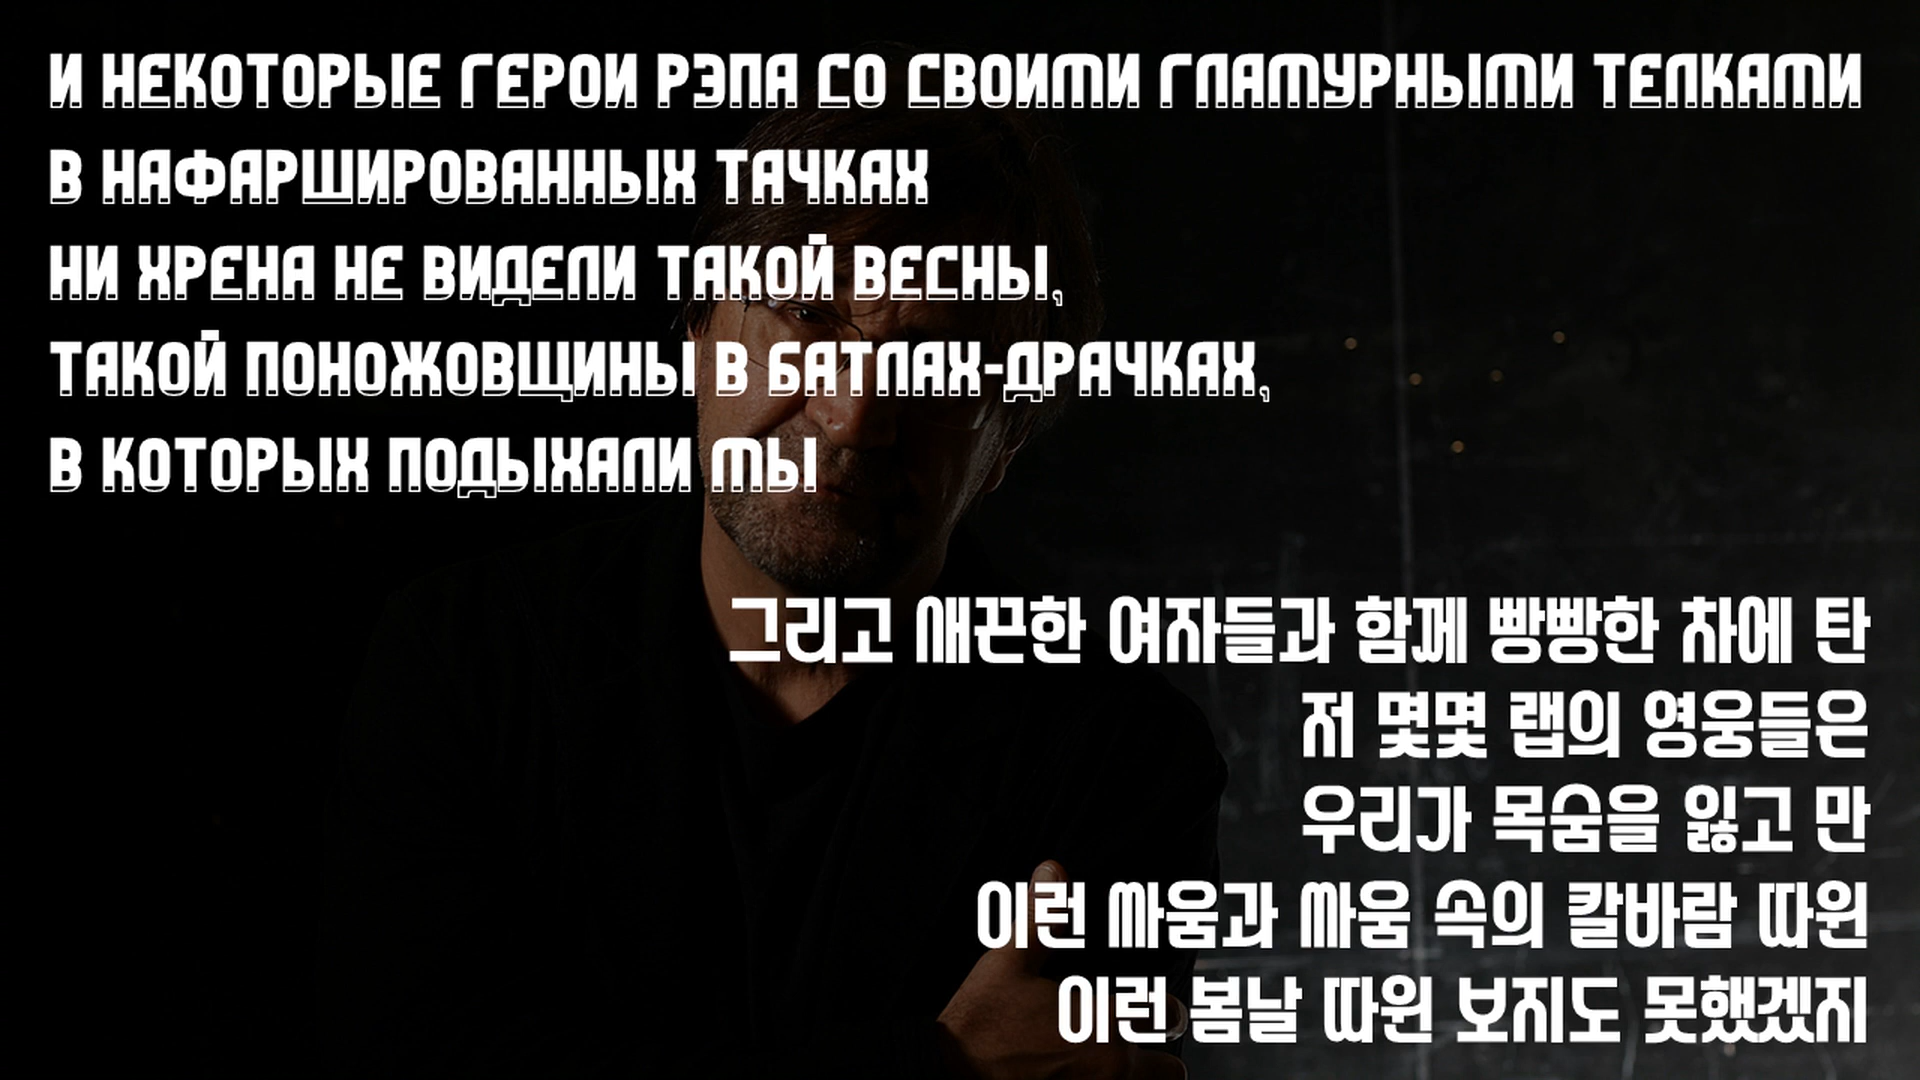 И НЕКОТОРЫЕ ГЕРОИ РЭПА СО СВОИМИ ГЛАМУРНЫМИ ТЕЛКАМИ
В НАФАРШИРОВАННЫХ ТАЧКАХ
НИ ХРЕНА НЕ ВИДЕЛИ ТАКОЙ ВЕСНЫ,
ТАКОЙ ПОНОЖОВЩИНЫ В БАТЛАХ-ДРАЧКАХ,
В КОТОРЫХ ПОДЫХАЛИ МЫ
그리고 새끈한 여자들과 함께 빵빵한 차에 탄
저 몇몇 랩의 영웅들은
우리가 목숨을 잃고 만
이런 싸움과 싸움 속의 칼바람 따윈
이런 봄날 따윈 보지도 못했겠지